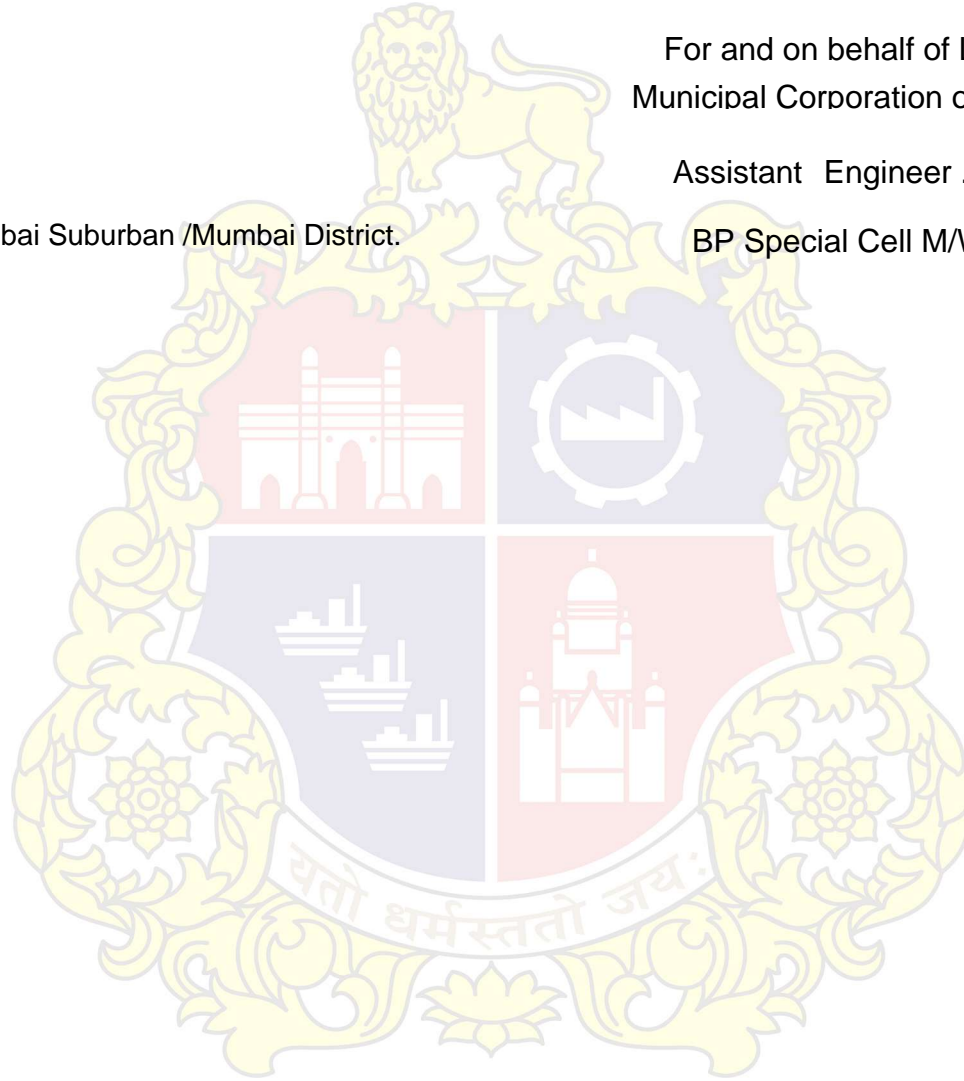 For and on behalf of
Municipal Corporation
Assistant Engineer .
bai Suburban /Mumbai District.
BP Special Cell M/
यतो धर्मस्ततो जय: